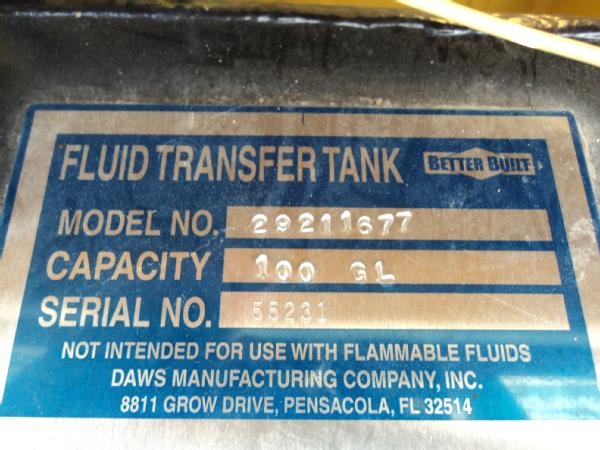 FLUID TRANSFER TANK BETTER BUILT
MODEL NO. 29211677
CAPACITY 100 GL
SERIAL NO. 55231
NOT INTENDED FOR USE WITH FLAMMABLE FLUIDS
DAWS MANUFACTURING COMPANY, INC.
8811 GROW DRIVE, PENSACOLA, FL 32514